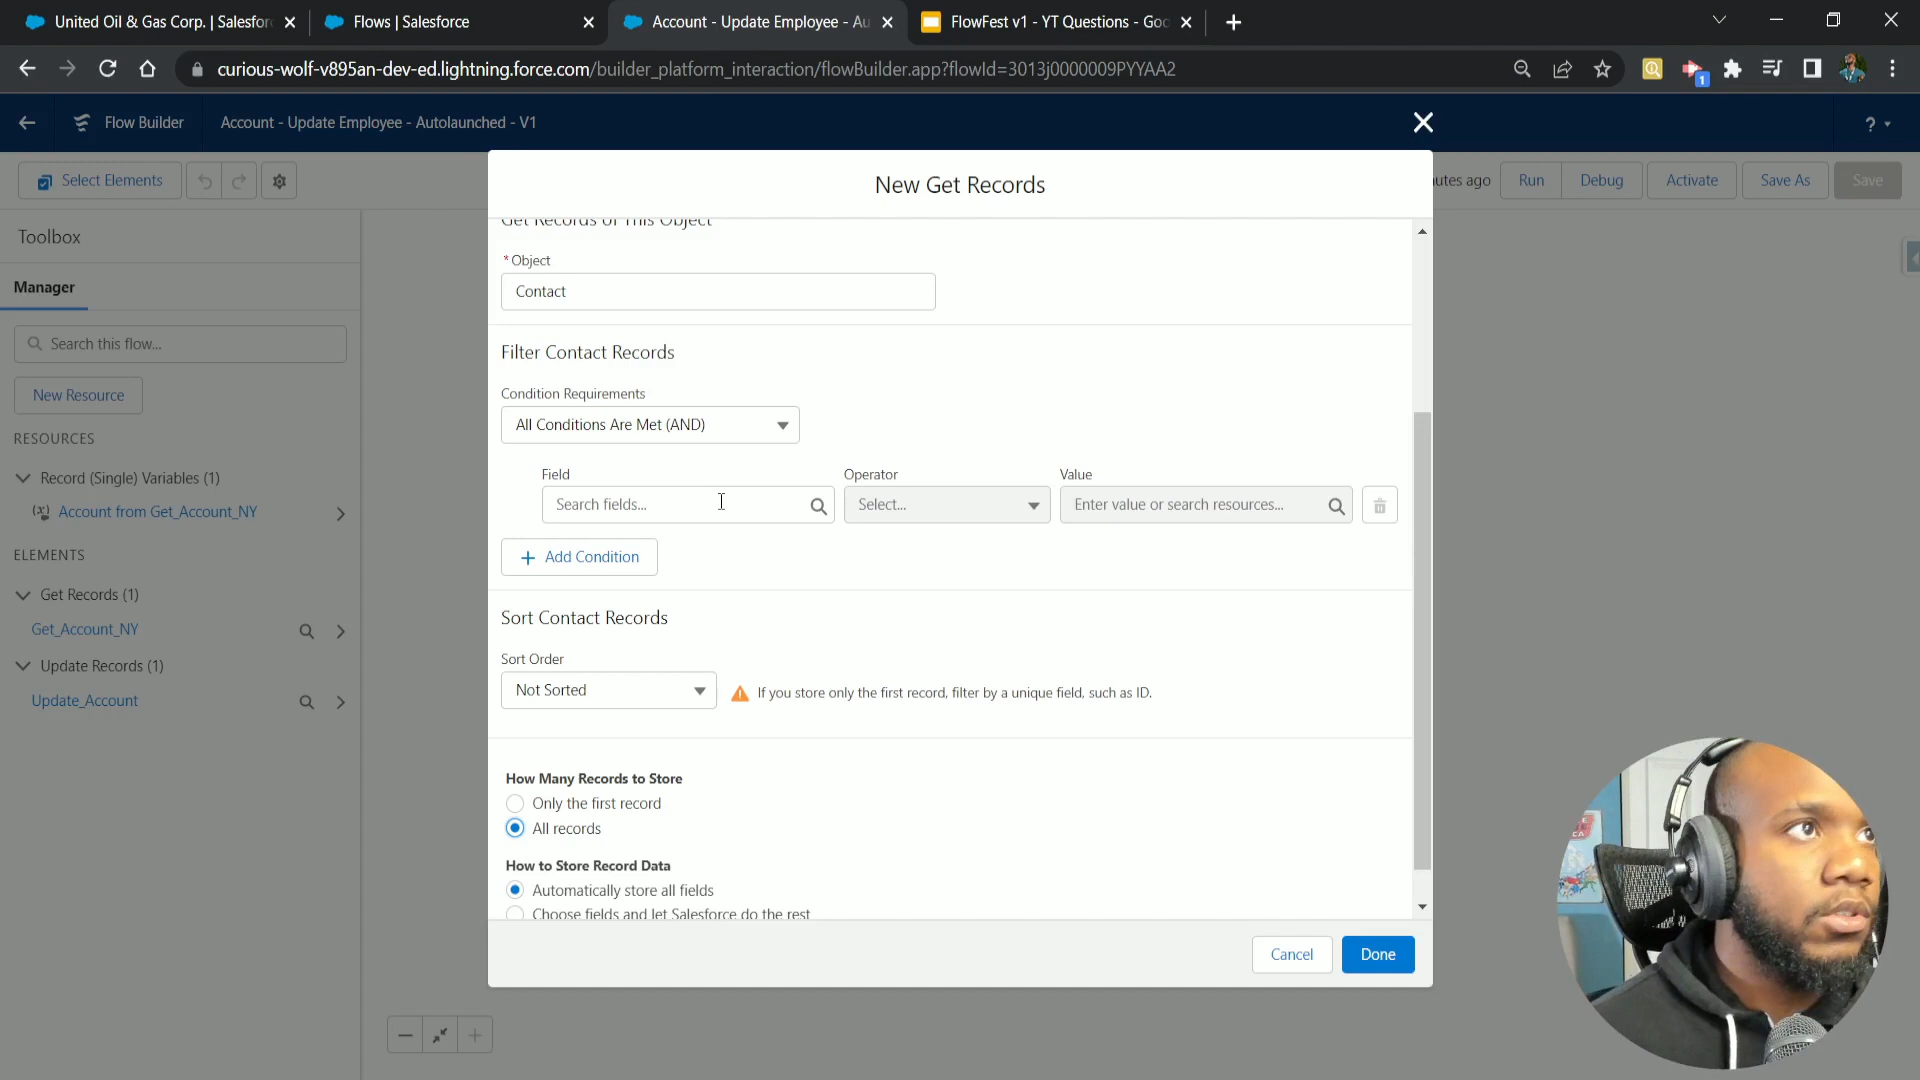 United Oil & Gas Corp. | Salesfor
Flows | Salesforce
Account - Update Employee - Au
FlowFest v1 - YT Questions - Goo
curious-wolf-v895an-dev-ed.lightning.force.com/builder_platform_interaction/flowBuilder.app?flowId=3013j0000009PYYAA2
1
Flow Builder
Account - Update Employee - Autolaunched - V1
?
Select Elements
utes ago
Run
Debug
Activate
Save As
Save
Toolbox
Manager
Search this flow...
New Resource
RESOURCES
Record (Single) Variables (1)
Account from Get_Account_NY
ELEMENTS
Get Records (1)
Get_Account_NY
Update Records (1)
Update_Account
New Get Records
Get Records of This Object
* Object
Contact
Filter Contact Records
Condition Requirements
All Conditions Are Met (AND)
Field
Operator
Value
Search fields...
Select...
Enter value or search resources...
+ Add Condition
Sort Contact Records
Sort Order
Not Sorted
If you store only the first record, filter by a unique field, such as ID.
How Many Records to Store
Only the first record
All records
How to Store Record Data
Automatically store all fields
Choose fields and let Salesforce do the rest
Cancel
Done